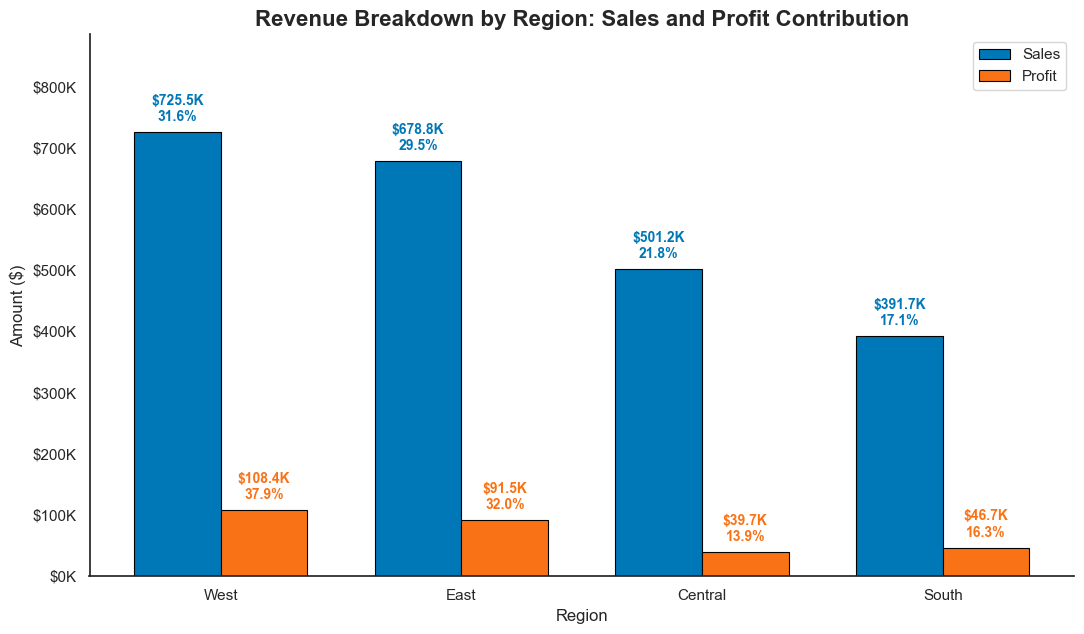 Revenue Breakdown by Region: Sales and Profit Contribution
Sales
Profit
Amount ($)
$800K
$700K
$600K
$500K
$400K
$300K
$200K
$100K
$0K
$725.5K
31.6%
$108.4K
37.9%
$678.8K
29.5%
$91.5K
32.0%
$501.2K
21.8%
$39.7K
13.9%
$391.7K
17.1%
$46.7K
16.3%
West
East
Central
South
Region